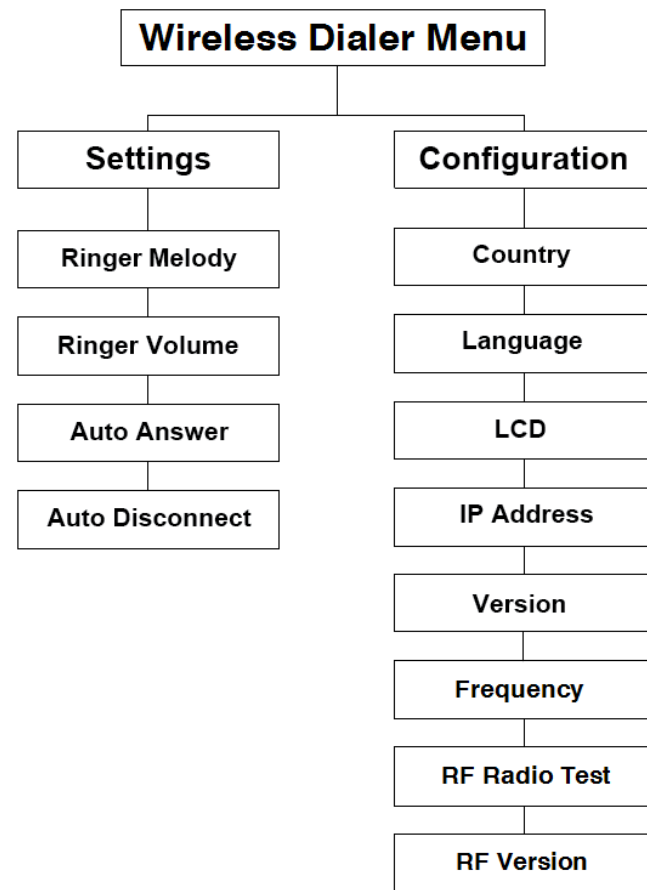 Wireless Dialer Menu
Settings
Ringer Melody
Ringer Volume
Auto Answer
Auto Disconnect
Configuration
Country
Language
LCD
IP Address
Version
Frequency
RF Radio Test
RF Version